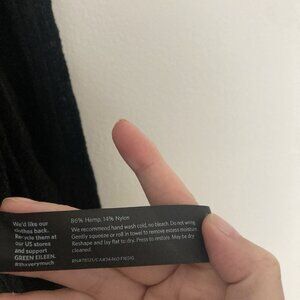 We'd like our
clothes back.
Recycle them at
our US stores
and support
GREEN EILEEN.
#thxverymuch
86% Hemp, 14% Nylon
We recommend hand wash cold, no bleach. Do not wring.
Gently squeeze or roll in towel to remove excess moisture.
Reshape and lay flat to dry. Press to restore. May be dry
cleaned.